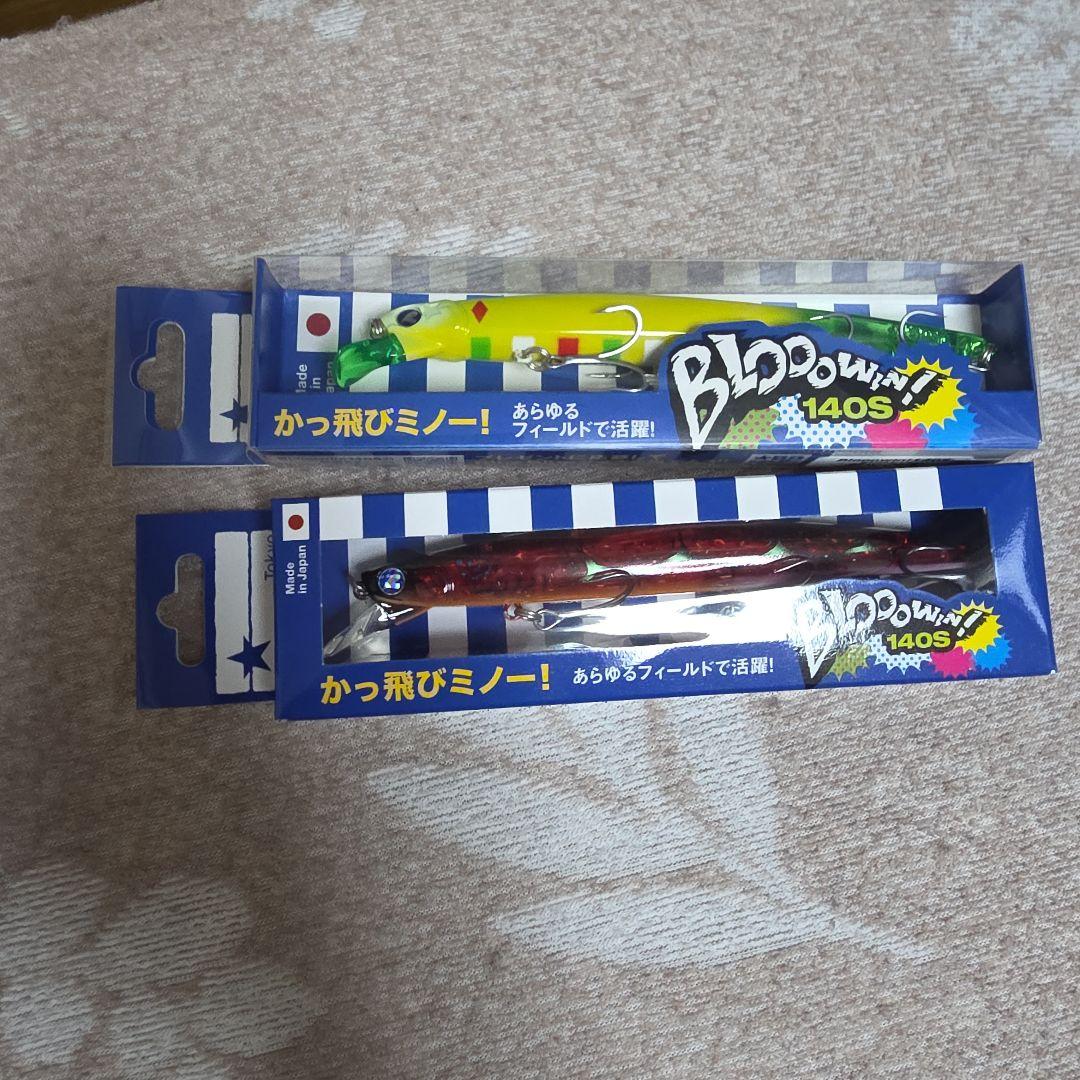 Made
in
Japan
かっ飛びミノー!
あらゆる
フィールドで活躍!
BLOOOWIN!
140S
Tokyo
Made
in Japan
かっ飛びミノー!
あらゆるフィールドで活躍!
BLOOOWIN!
140S